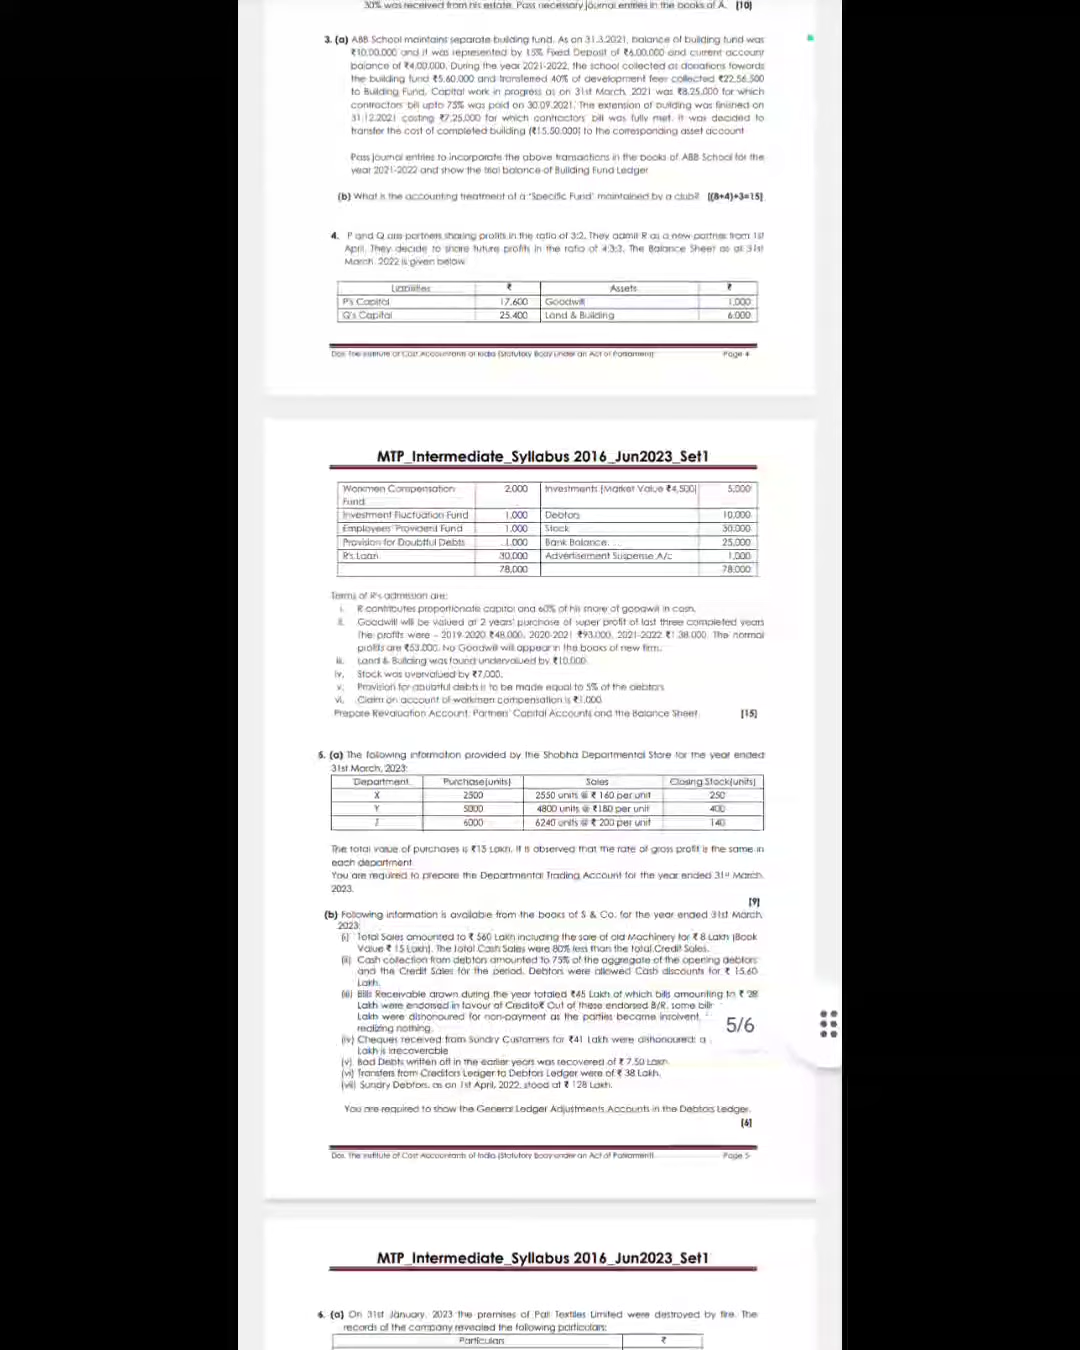 30% was received from his estate. Pass necessary journal entries in the books of A. [10]
3. (a) ABB School maintains separate building fund. As on 31.3.2021, balance of building fund was
₹10,00,000 and it was represented by 15% Fixed Deposit of ₹6,00,000 and current account
balance of ₹4,00,000. During the year 2021-2022, the school collected as donations towards
the building fund ₹5,60,000 and transferred 40% of development fees collected ₹22,56,500
to Building Fund. Capital work in progress as on 31st March, 2021 was ₹8,25,000 for which
contractors' bill upto 75% was paid on 30.09.2021. The extension of building was finished on
31.12.2021 costing ₹7,25,000 for which contractors' bill was fully met. It was decided to
transfer the cost of completed building (₹15,50,000) to the corresponding asset account
Pass journal entries to incorporate the above transactions in the books of ABB School for the
year 2021-2022 and show the trial balance of Building Fund Ledger
(b) What is the accounting treatment of a 'Specific Fund' maintained by a club? [(8+4)+3=15]
4. P and Q are partners sharing profits in the ratio of 3:2. They admit R as a new partner from 1st
April. They decide to share future profits in the ratio of 4:3:3. The Balance Sheet as at 31st
March, 2022 is given below
Liabilities ₹ Assets ₹
P's Capital 17,600 Goodwill 1,000
Q's Capital 25,400 Land & Building 6,000
DoS, The Institute of Cost Accountants of India (Statutory Body under an Act of Parliament) Page 4
MTP_Intermediate_Syllabus 2016_Jun2023_Set1
Workmen Compensation 2,000 Investments (Market Value ₹4,500) 5,000
Fund
Investment Fluctuation Fund 1,000 Debtors 10,000
Employees' Provident Fund 1,000 Stock 30,000
Provision for Doubtful Debts 1,000 Bank Balance 25,000
R's Loan 30,000 Advertisement Suspense A/c 1,000
78,000 78,000
Terms of R's admission are:
i. R contributes proportionate capital and 60% of his share of goodwill in cash.
ii. Goodwill will be valued at 2 years' purchase of super profit of last three completed years
The profits were – 2019-2020 ₹48,000, 2020-2021 ₹93,000, 2021-2022 ₹1,38,000. The normal
profits are ₹53,000. No Goodwill will appear in the books of new firm.
iii. Land & Building was found undervalued by ₹10,000
iv. Stock was overvalued by ₹7,000.
v. Provision for doubtful debts is to be made equal to 5% of the debtors
vi. Claim on account of workmen compensation is ₹1,000
Prepare Revaluation Account, Partners' Capital Accounts and the Balance Sheet. [15]
5. (a) The following information provided by the Shobha Departmental Store for the year ended
31st March, 2023:
Department Purchase(units) Sales Closing Stock(units)
X 2500 2550 units @ ₹ 160 per unit 250
Y 5000 4800 units @ ₹180 per unit 400
Z 6000 6240 units @ ₹ 200 per unit 140
The total value of purchases is ₹15 Lakh. It is observed that the rate of gross profit is the same in
each department
You are required to prepare the Departmental Trading Account for the year ended 31st March,
2023.
[9]
(b) Following information is available from the books of S & Co. for the year ended 31st March,
2023:
(i) Total Sales amounted to ₹ 560 Lakh including the sale of old Machinery for ₹ 8 Lakh (Book
Value ₹ 15 Lakh). The total Cash Sales were 80% less than the total Credit Sales.
(ii) Cash collection from debtors amounted to 75% of the aggregate of the opening debtors
and the Credit Sales for the period. Debtors were allowed Cash discounts for ₹ 15.60
Lakh.
(iii) Bills Receivable drawn during the year totaled ₹45 Lakh of which bills amounting to ₹ 28
Lakh were endorsed in favour of Creditor₹ Out of these endorsed B/R, some bills
Lakh were dishonoured for non-payment as the parties became insolvent,
realizing nothing.
5/6
(iv) Cheques received from Sundry Customers for ₹41 Lakh were dishonoured; a
Lakh is irrecoverable
(v) Bad Debts written off in the earlier years was recovered of ₹ 7.50 Lakh.
(vi) Transfers from Creditors Ledger to Debtors Ledger were of ₹ 38 Lakh.
(vii) Sundry Debtors, as on 1st April, 2022, stood at ₹ 128 Lakh.
You are required to show the General Ledger Adjustments Accounts in the Debtors Ledger.
[6]
DoS, The Institute of Cost Accountants of India (Statutory Body under an Act of Parliament) Page 5
MTP_Intermediate_Syllabus 2016_Jun2023_Set1
6. (a) On 31st January, 2023 the premises of Pali Textiles Limited were destroyed by fire. The
records of the company revealed the following particulars:
Particulars ₹